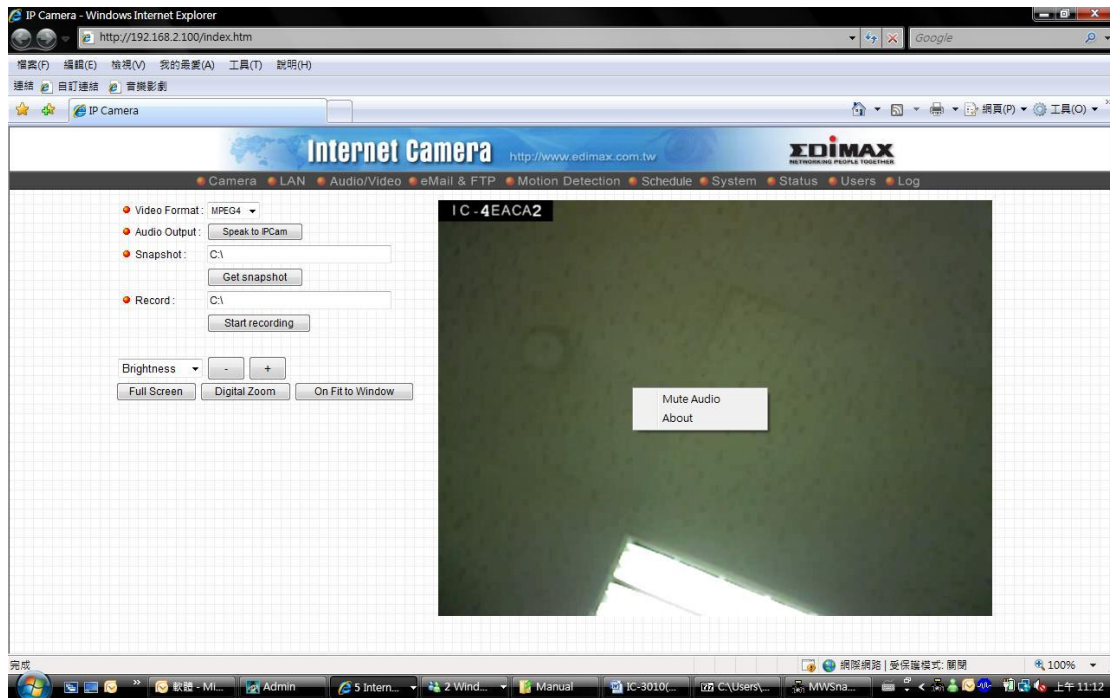 IP Camera - Windows Internet Explorer
http://192.168.2.100/index.htm
Google
檔案(F) 編輯(E) 檢視(V) 我的最愛(A) 工具(T) 說明(H)
連結 自訂連結 音樂影劇
IP Camera
網頁(P) 工具(O)
Internet Camera http://www.edimax.com.tw
EDIMAX
NETWORKING PEOPLE TOGETHER
Camera LAN Audio/Video eMail & FTP Motion Detection Schedule System Status Users Log
Video Format : MPEG4
Audio Output : Speak to IPCam
Snapshot : C:\
Get snapshot
Record : C:\
Start recording
Brightness - +
Full Screen Digital Zoom On Fit to Window
IC-4EACA2
Mute Audio
About
完成
網際網路 | 受保護模式: 關閉 100%
軟體 - Mi... Admin 5 Intern... 2 Wind... Manual IC-3010(... C:\Users\... MWSna... 上午 11:12